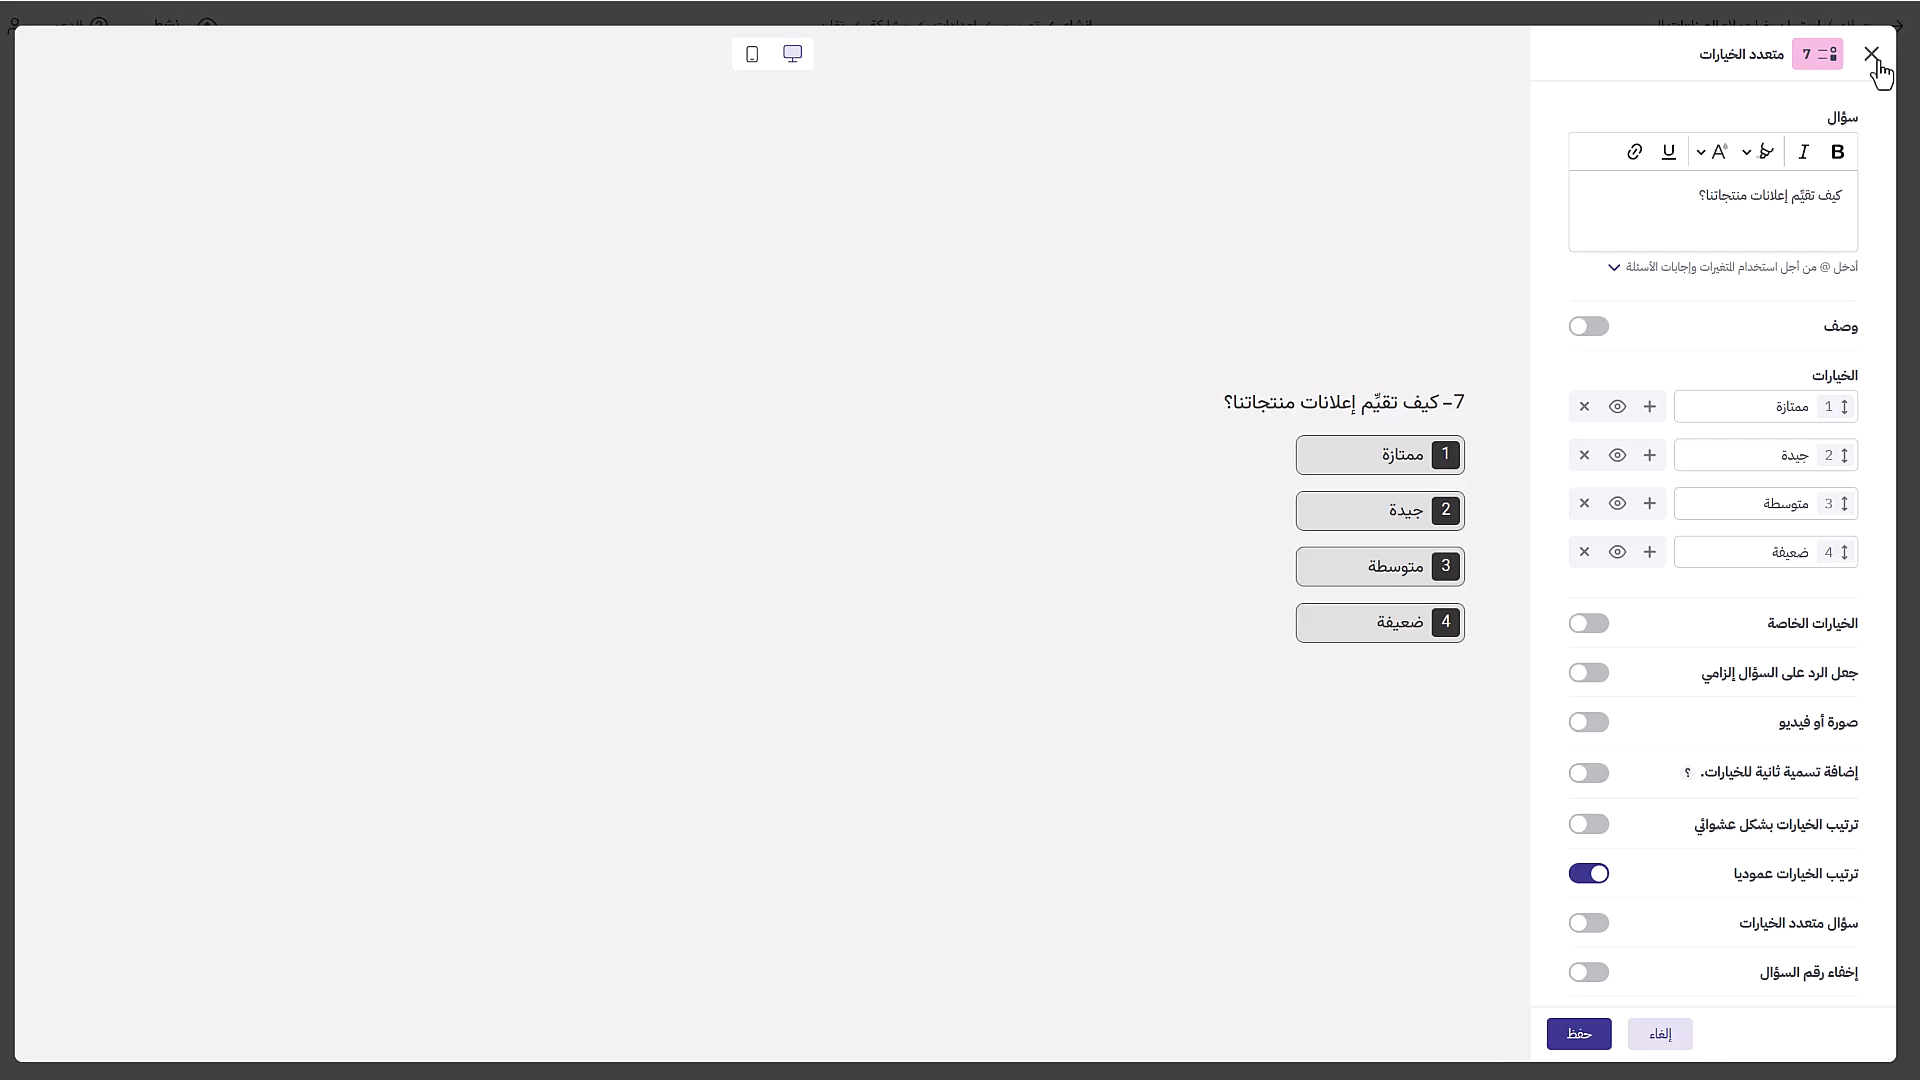 متعدد الخيارات 7
سؤال
B I A U
كيف تقيِّم إعلانات منتجاتنا؟
أدخل @ من أجل استخدام المتغيرات وإجابات الأسئلة
وصف
الخيارات
1 ممتازة
2 جيدة
3 متوسطة
4 ضعيفة
الخيارات الخاصة
جعل الرد على السؤال إلزامي
صورة أو فيديو
إضافة تسمية ثانية للخيارات. ؟
ترتيب الخيارات بشكل عشوائي
ترتيب الخيارات عموديا
سؤال متعدد الخيارات
إخفاء رقم السؤال
إلغاء
حفظ
7– كيف تقيِّم إعلانات منتجاتنا؟
1 ممتازة
2 جيدة
3 متوسطة
4 ضعيفة